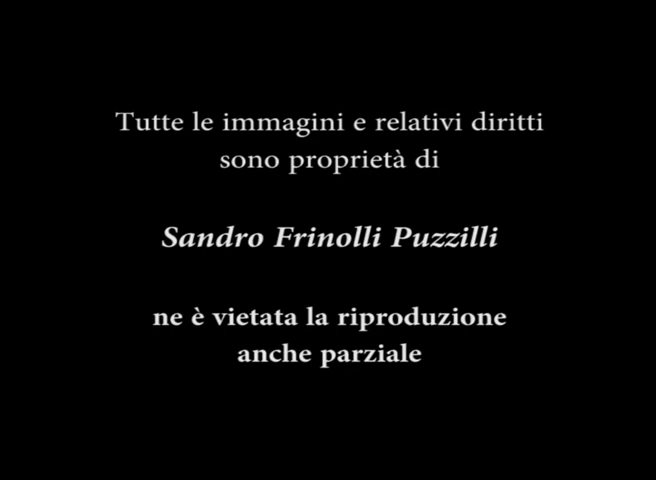 Tutte le immagini e relativi diritti
sono proprietà di
Sandro Frinolli Puzzilli
ne è vietata la riproduzione
anche parziale